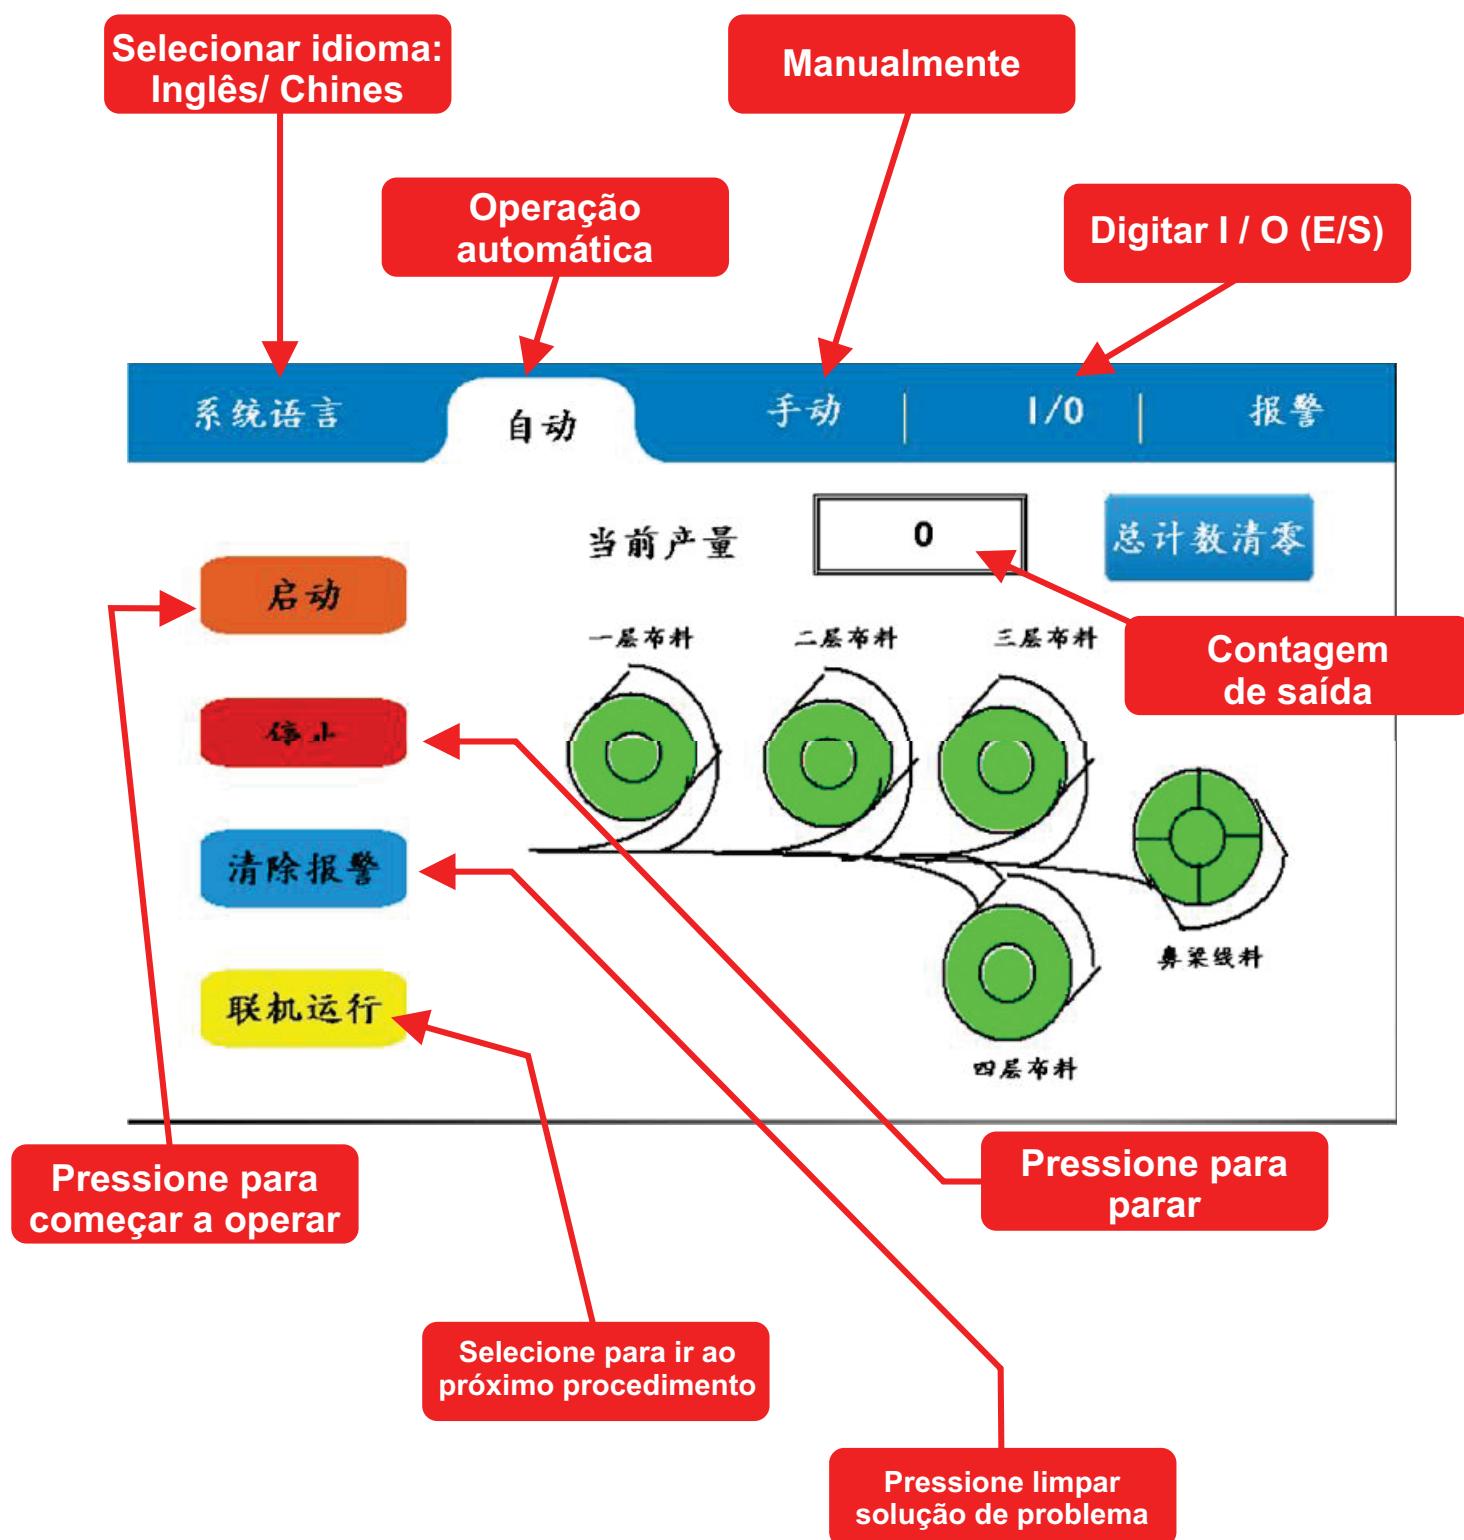 Selecionar idioma:
Inglês/ Chines
Manualmente
Operação
automática
Digitar I / O (E/S)
系统语言
自动
手动
I/O
报警
当前产量
0
总计数清零
启动
一层布料
二层布料
三层布料
Contagem
de saída
停止
清除报警
鼻梁线料
联机运行
四层布料
Pressione para
começar a operar
Pressione para
parar
Selecione para ir ao
próximo procedimento
Pressione limpar
solução de problema